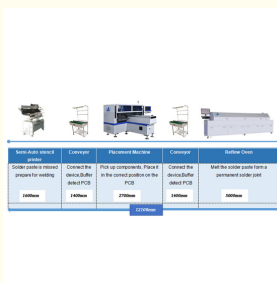 Semi-Auto stencil
printer
Conveyor
Placement Machine
Conveyor
Reflow Oven
Solder paste is missed
prepare for welding
Connect the
device,Buffer
detect PCB
Pick up components, Place it
in the correct position on the
PCB
Connect the
device,Buffer
detect PCB
Melt the solder paste form a
permanent solder joint
1600mm
1400mm
2700mm
1400mm
5000mm
12100mm